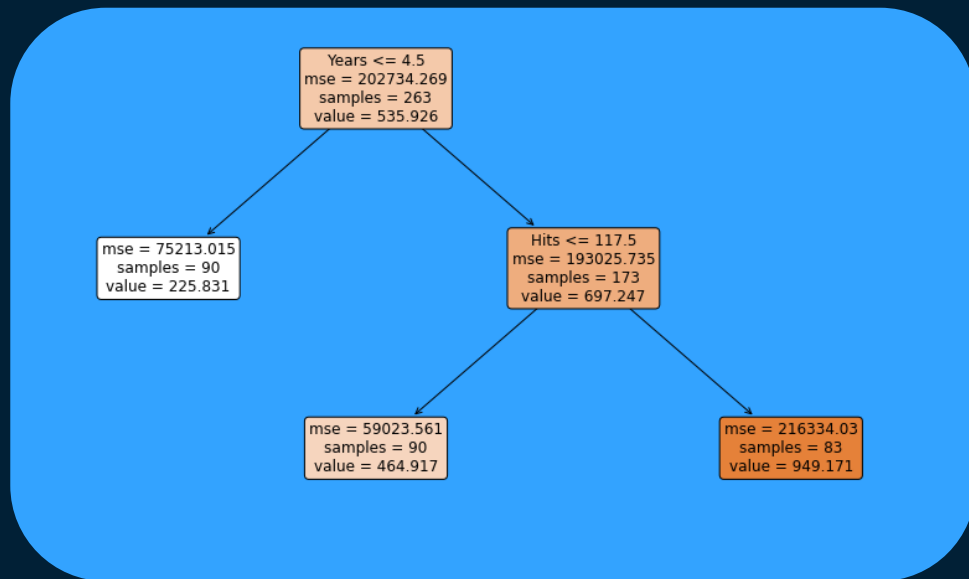 Years <= 4.5
mse = 202734.269
samples = 263
value = 535.926
mse = 75213.015
samples = 90
value = 225.831
Hits <= 117.5
mse = 193025.735
samples = 173
value = 697.247
mse = 59023.561
samples = 90
value = 464.917
mse = 216334.03
samples = 83
value = 949.171